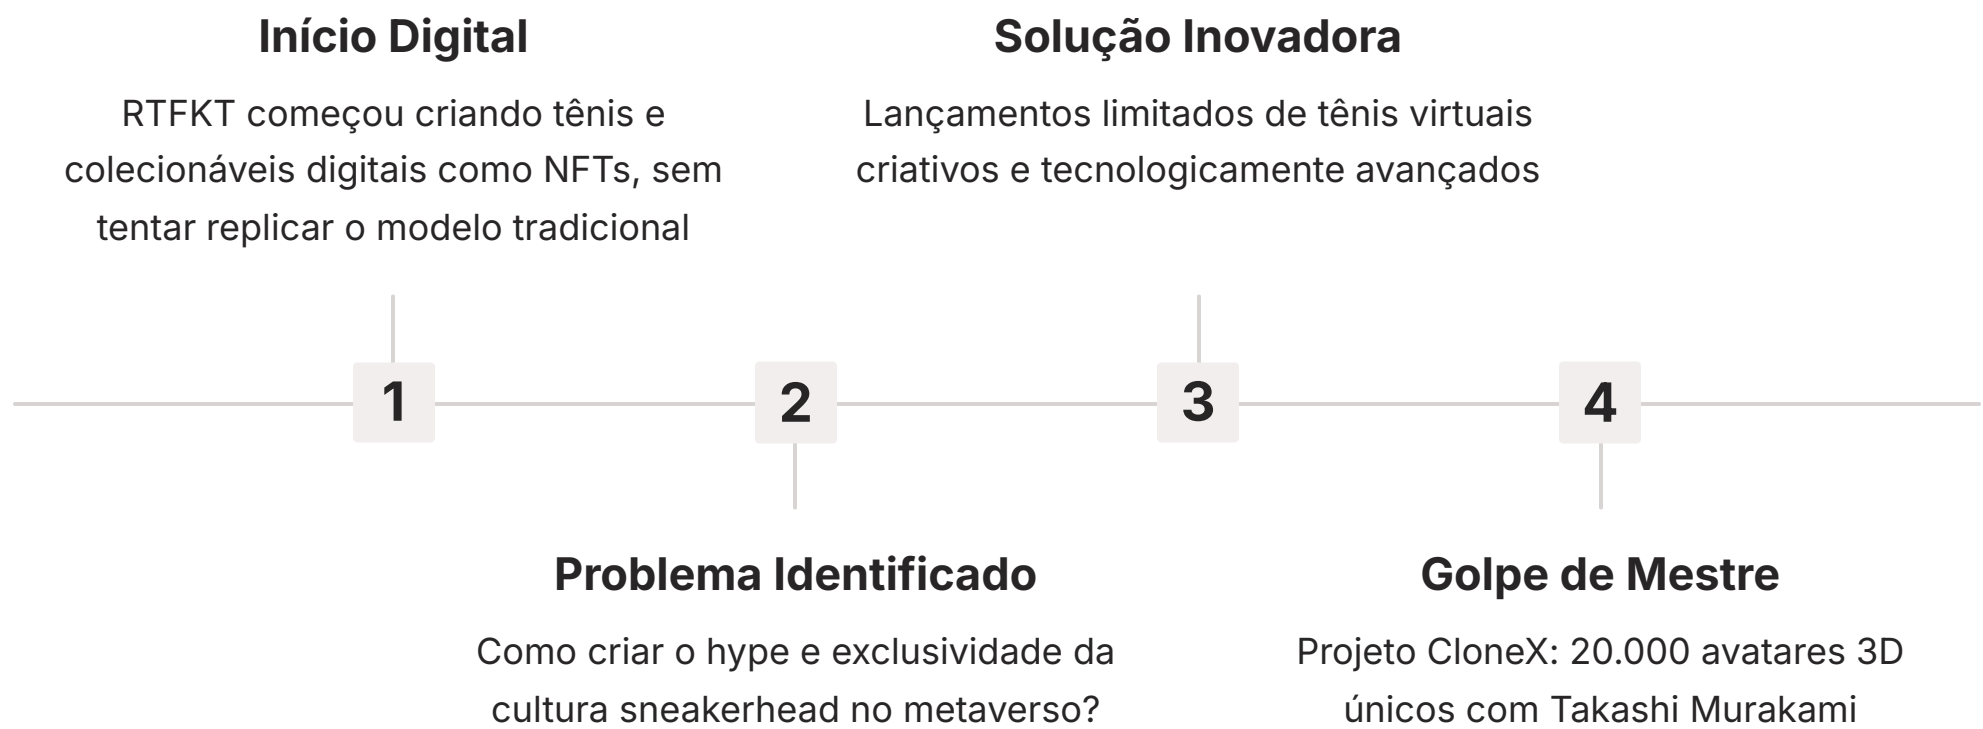 Início Digital
RTFKT começou criando tênis e
colecionáveis digitais como NFTs, sem
tentar replicar o modelo tradicional
1
2
Problema Identificado
Como criar o hype e exclusividade da
cultura sneakerhead no metaverso?
Solução Inovadora
Lançamentos limitados de tênis virtuais
criativos e tecnologicamente avançados
3
4
Golpe de Mestre
Projeto CloneX: 20.000 avatares 3D
únicos com Takashi Murakami